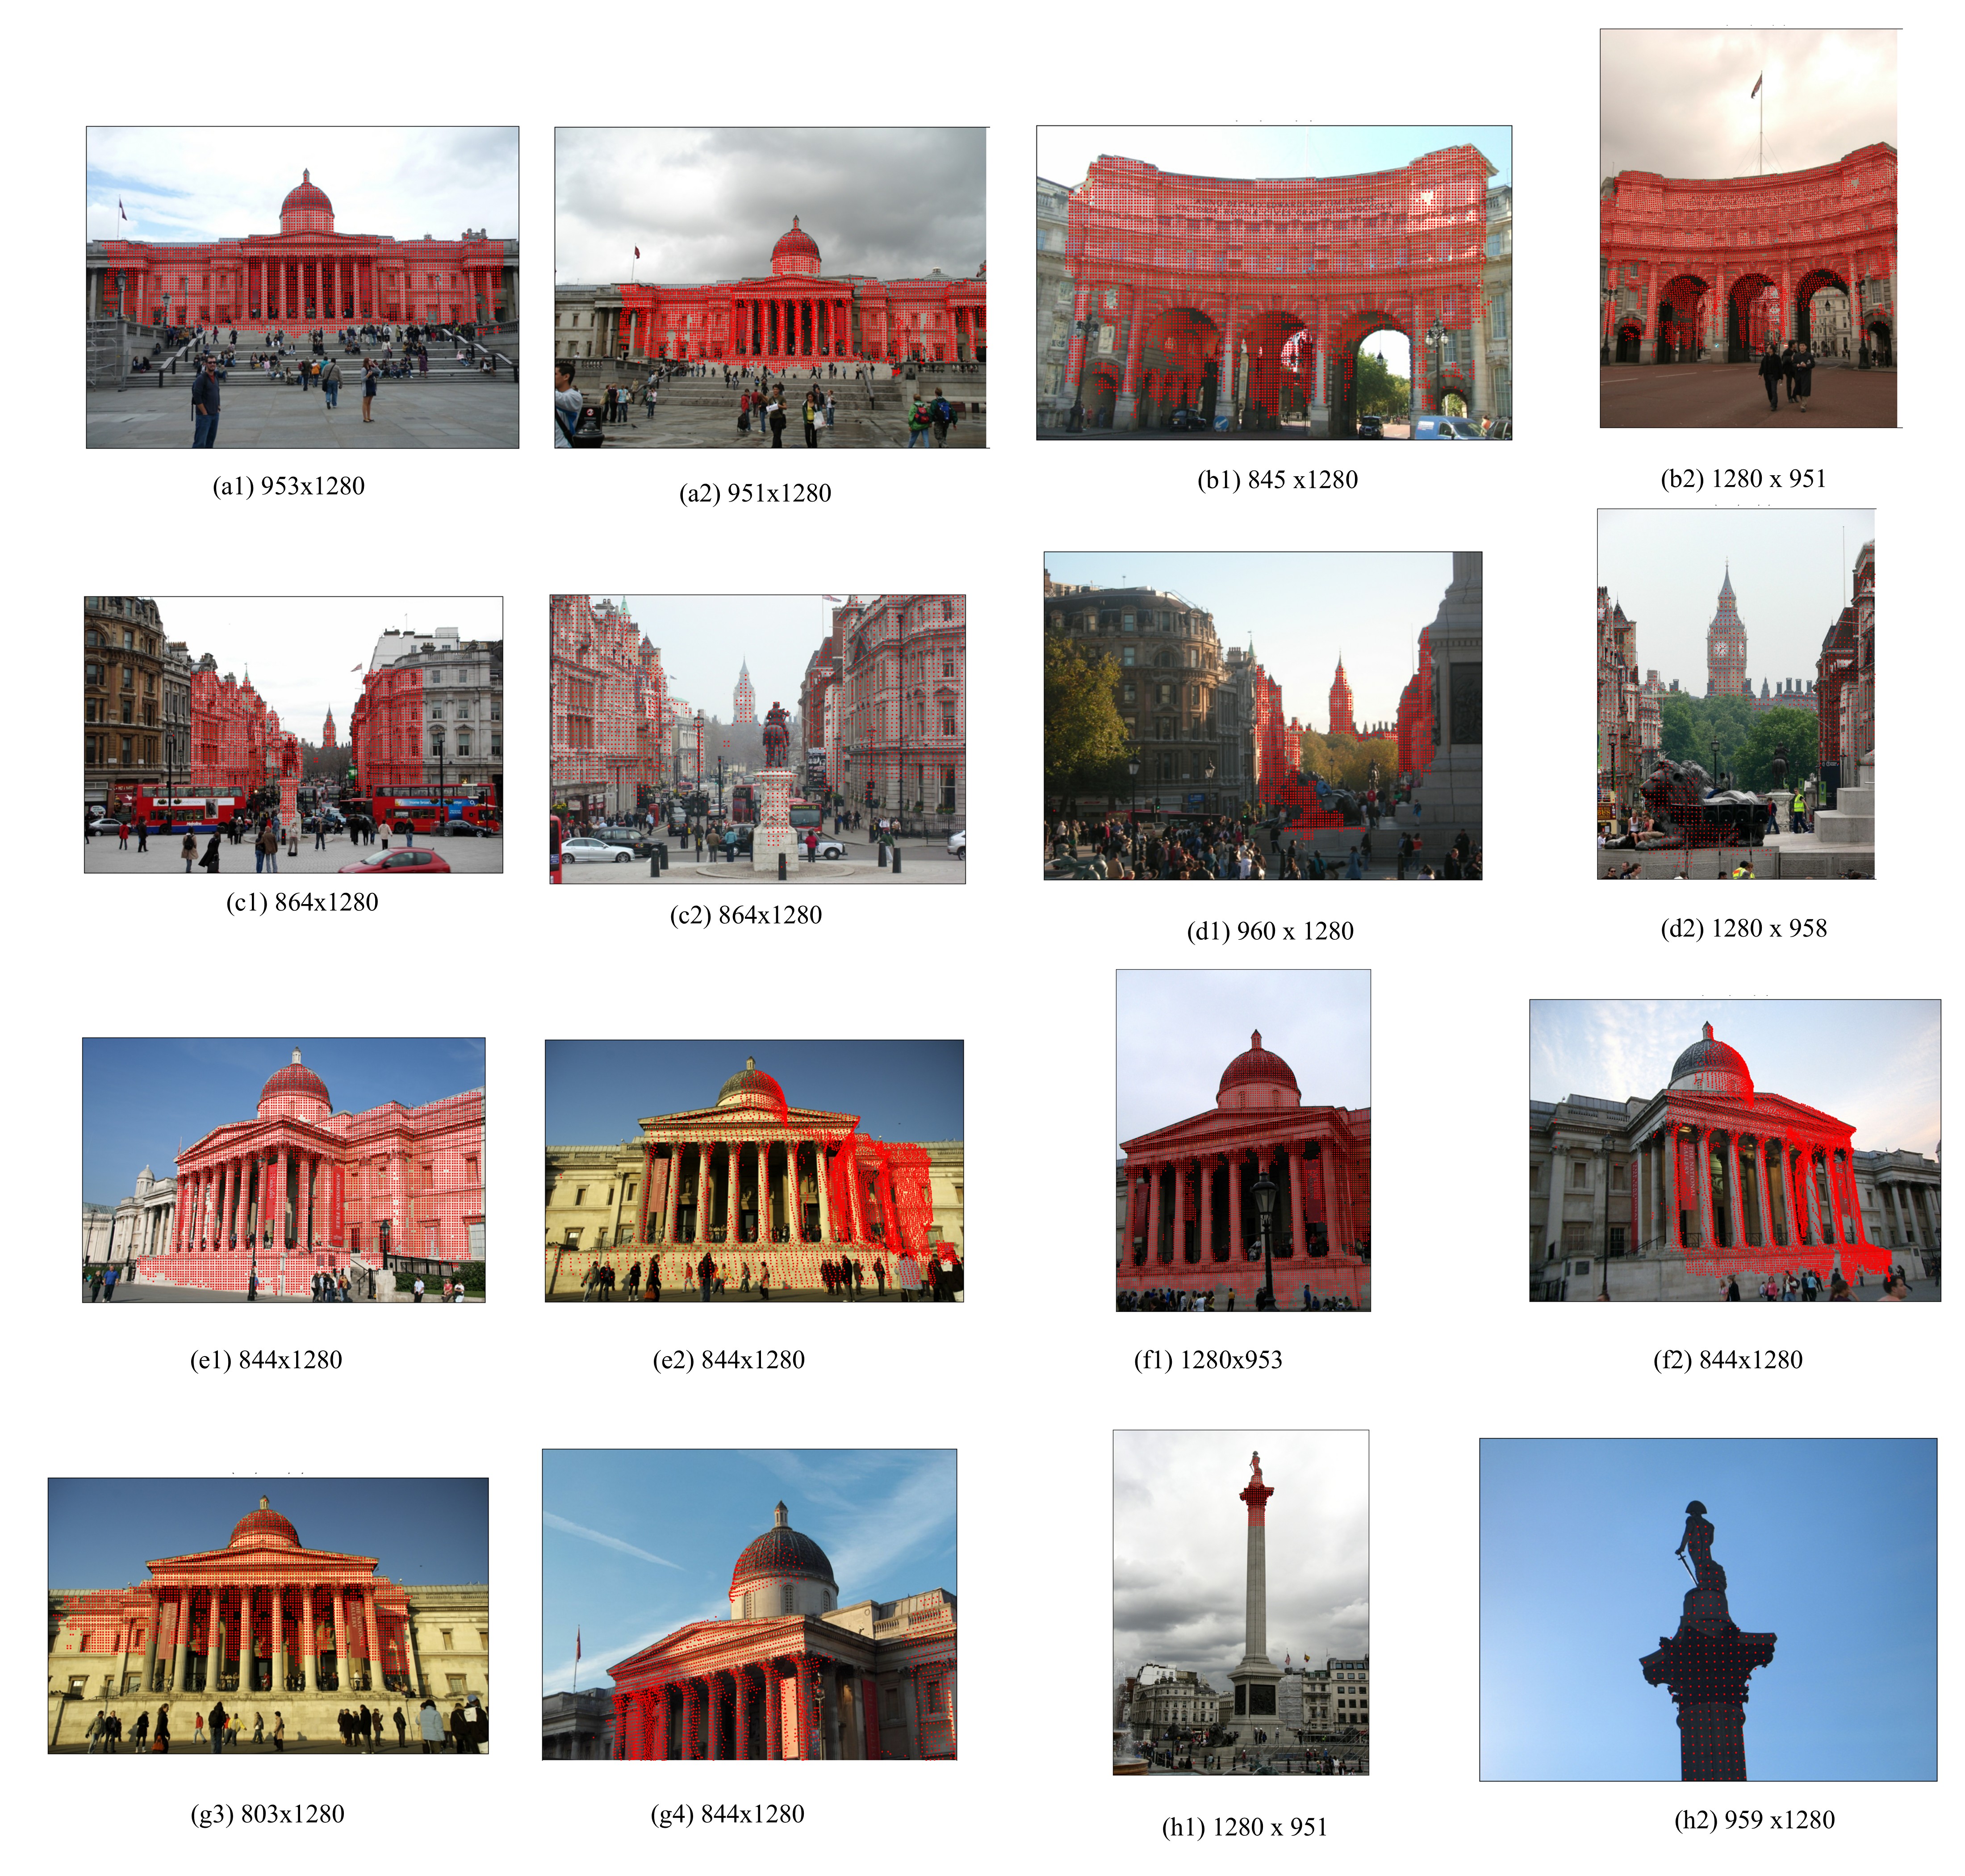 (a1) 953x1280
(a2) 951x1280
(b1) 845 x1280
(b2) 1280 x 951
(c1) 864x1280
(c2) 864x1280
(d1) 960 x 1280
(d2) 1280 x 958
(e1) 844x1280
(e2) 844x1280
(f1) 1280x953
(f2) 844x1280
(g3) 803x1280
(g4) 844x1280
(h1) 1280 x 951
(h2) 959 x1280